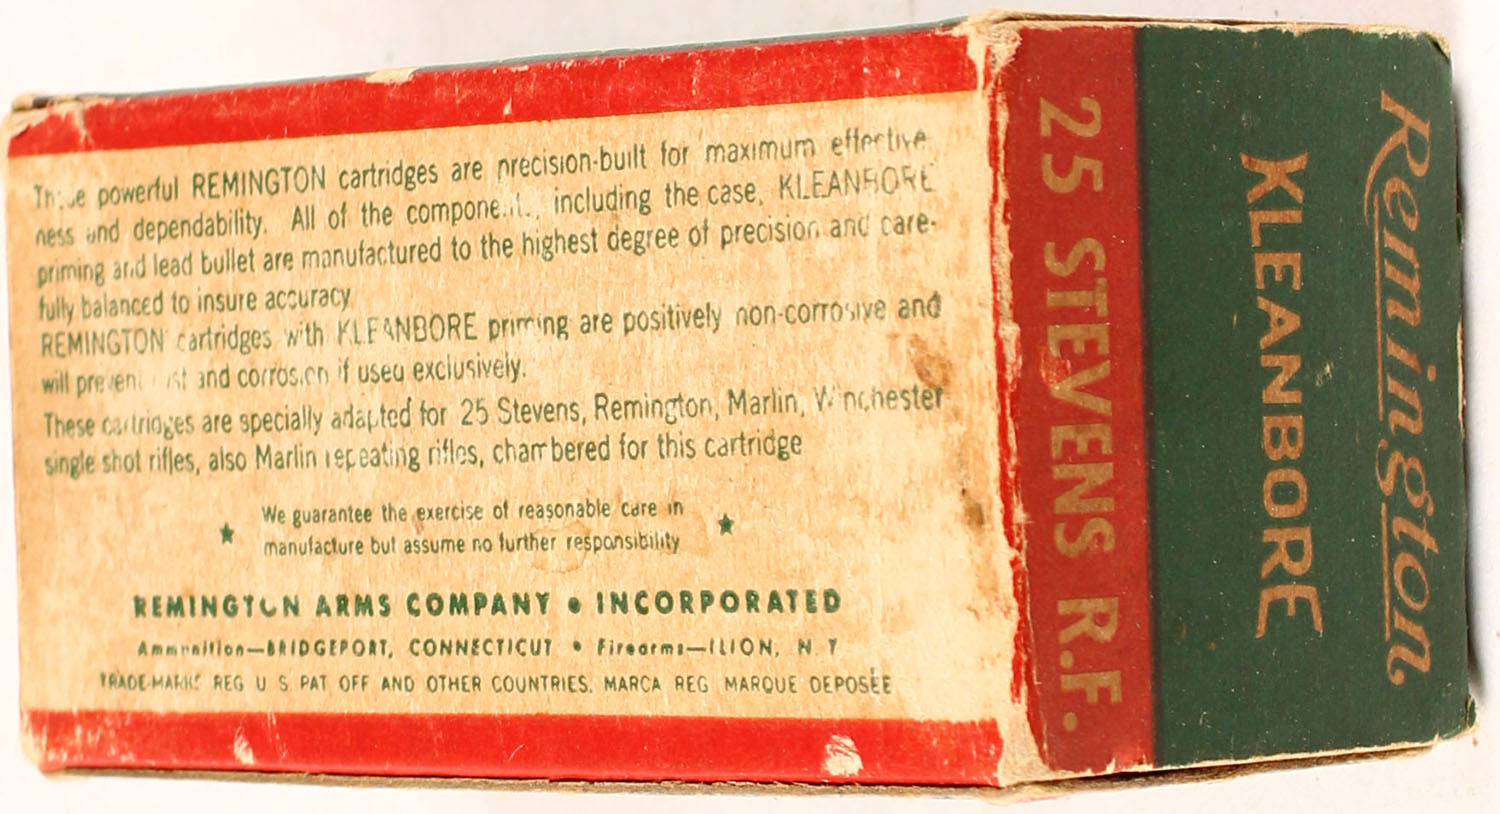 These powerful REMINGTON cartridges are precision-built for maximum effective-
ness and dependability. All of the components, including the case, KLEANBORE
priming and lead bullet are manufactured to the highest degree of precision and care-
fully balanced to insure accuracy
REMINGTON cartridges with KLEANBORE priming are positively non-corrosive and
will prevent rust and corrosion if used exclusively.
These cartridges are specially adapted for 25 Stevens, Remington, Marlin, Winchester
single shot rifles, also Marlin repeating rifles, chambered for this cartridge
We guarantee the exercise of reasonable care in
manufacture but assume no further responsibility
REMINGTON ARMS COMPANY • INCORPORATED
Ammunition—BRIDGEPORT, CONNECTICUT • Firearms—ILION, N Y
TRADE-MARKS REG U S PAT OFF AND OTHER COUNTRIES. MARCA REG MARQUE DEPOSÉE
Remington
KLEANBORE
25 STEVENS R.F.